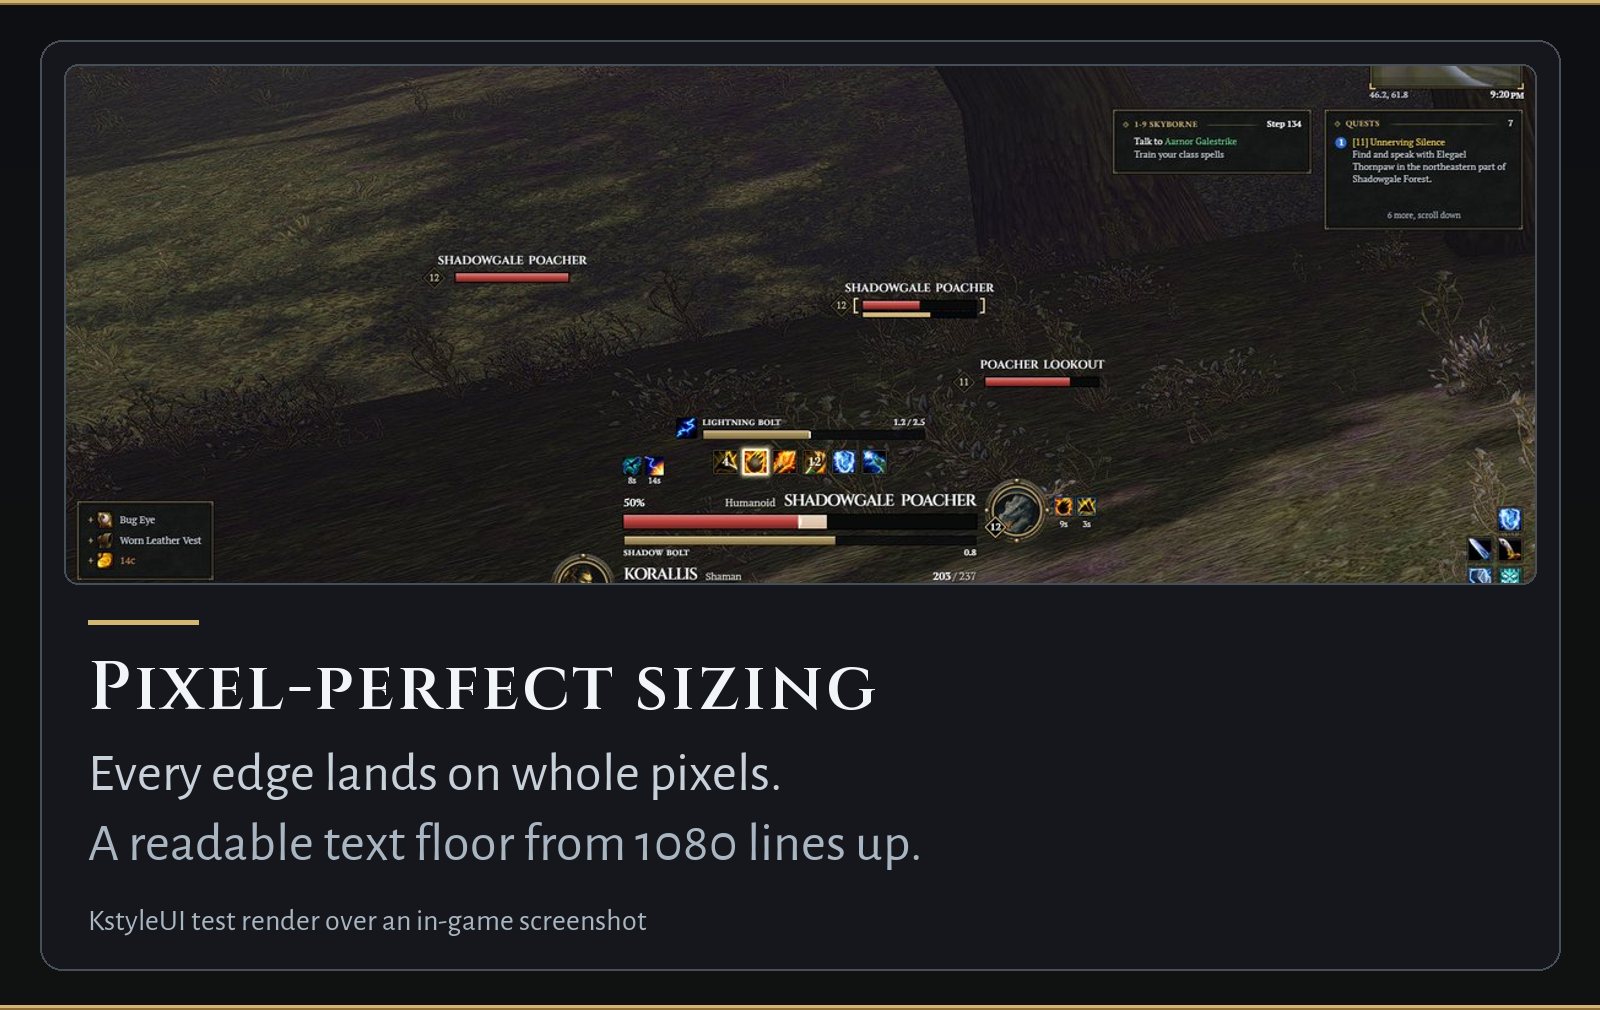 46.2, 61.8
9:20 PM
1-9 SKYBORNE Step 134
Talk to Aarnor Galestrike
Train your class spells
QUESTS 7
1 [11] Unnerving Silence
Find and speak with Elegael
Thornpaw in the northeastern part of
Shadowgale Forest.
6 more, scroll down
SHADOWGALE POACHER
12
SHADOWGALE POACHER
12
POACHER LOOKOUT
11
LIGHTNING BOLT 1.2 / 2.5
4 12
8s 14s
50% Humanoid SHADOWGALE POACHER
12
9s 3s
SHADOW BOLT 0.8
KORALLIS Shaman 203 / 237
+ Bug Eye
+ Worn Leather Vest
+ 14c
Pixel-perfect sizing
Every edge lands on whole pixels.
A readable text floor from 1080 lines up.
KstyleUI test render over an in-game screenshot